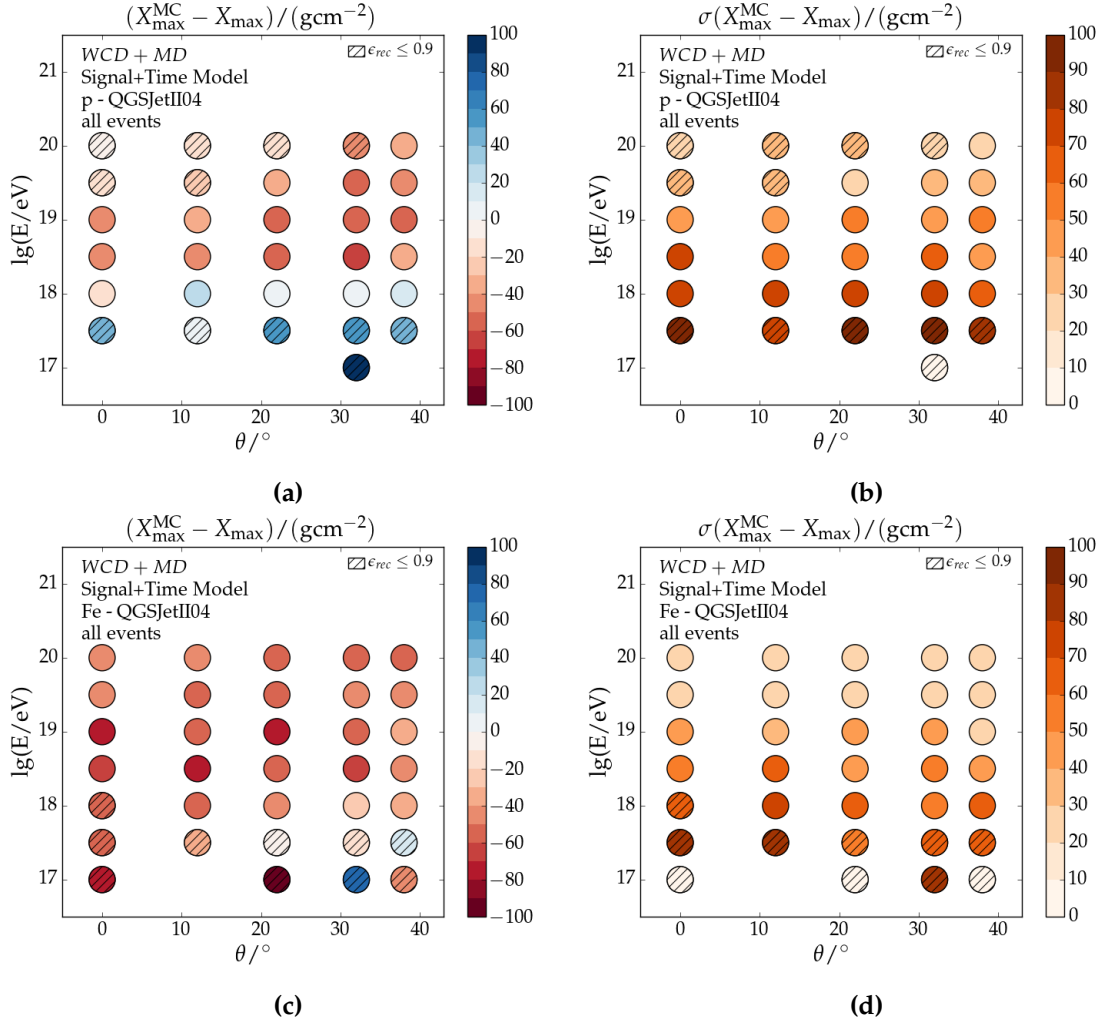 (X_max^MC − X_max)/(gcm⁻²)
WCD + MD
Signal+Time Model
p - QGSJetII04
all events
ϵ_rec ≤ 0.9
21
20
19
18
17
lg(E/eV)
0 10 20 30 40
θ/°
100
80
60
40
20
0
−20
−40
−60
−80
−100
(a)
σ(X_max^MC − X_max)/(gcm⁻²)
WCD + MD
Signal+Time Model
p - QGSJetII04
all events
ϵ_rec ≤ 0.9
21
20
19
18
17
lg(E/eV)
0 10 20 30 40
θ/°
100
90
80
70
60
50
40
30
20
10
0
(b)
(X_max^MC − X_max)/(gcm⁻²)
WCD + MD
Signal+Time Model
Fe - QGSJetII04
all events
ϵ_rec ≤ 0.9
21
20
19
18
17
lg(E/eV)
0 10 20 30 40
θ/°
100
80
60
40
20
0
−20
−40
−60
−80
−100
(c)
σ(X_max^MC − X_max)/(gcm⁻²)
WCD + MD
Signal+Time Model
Fe - QGSJetII04
all events
ϵ_rec ≤ 0.9
21
20
19
18
17
lg(E/eV)
0 10 20 30 40
θ/°
100
90
80
70
60
50
40
30
20
10
0
(d)